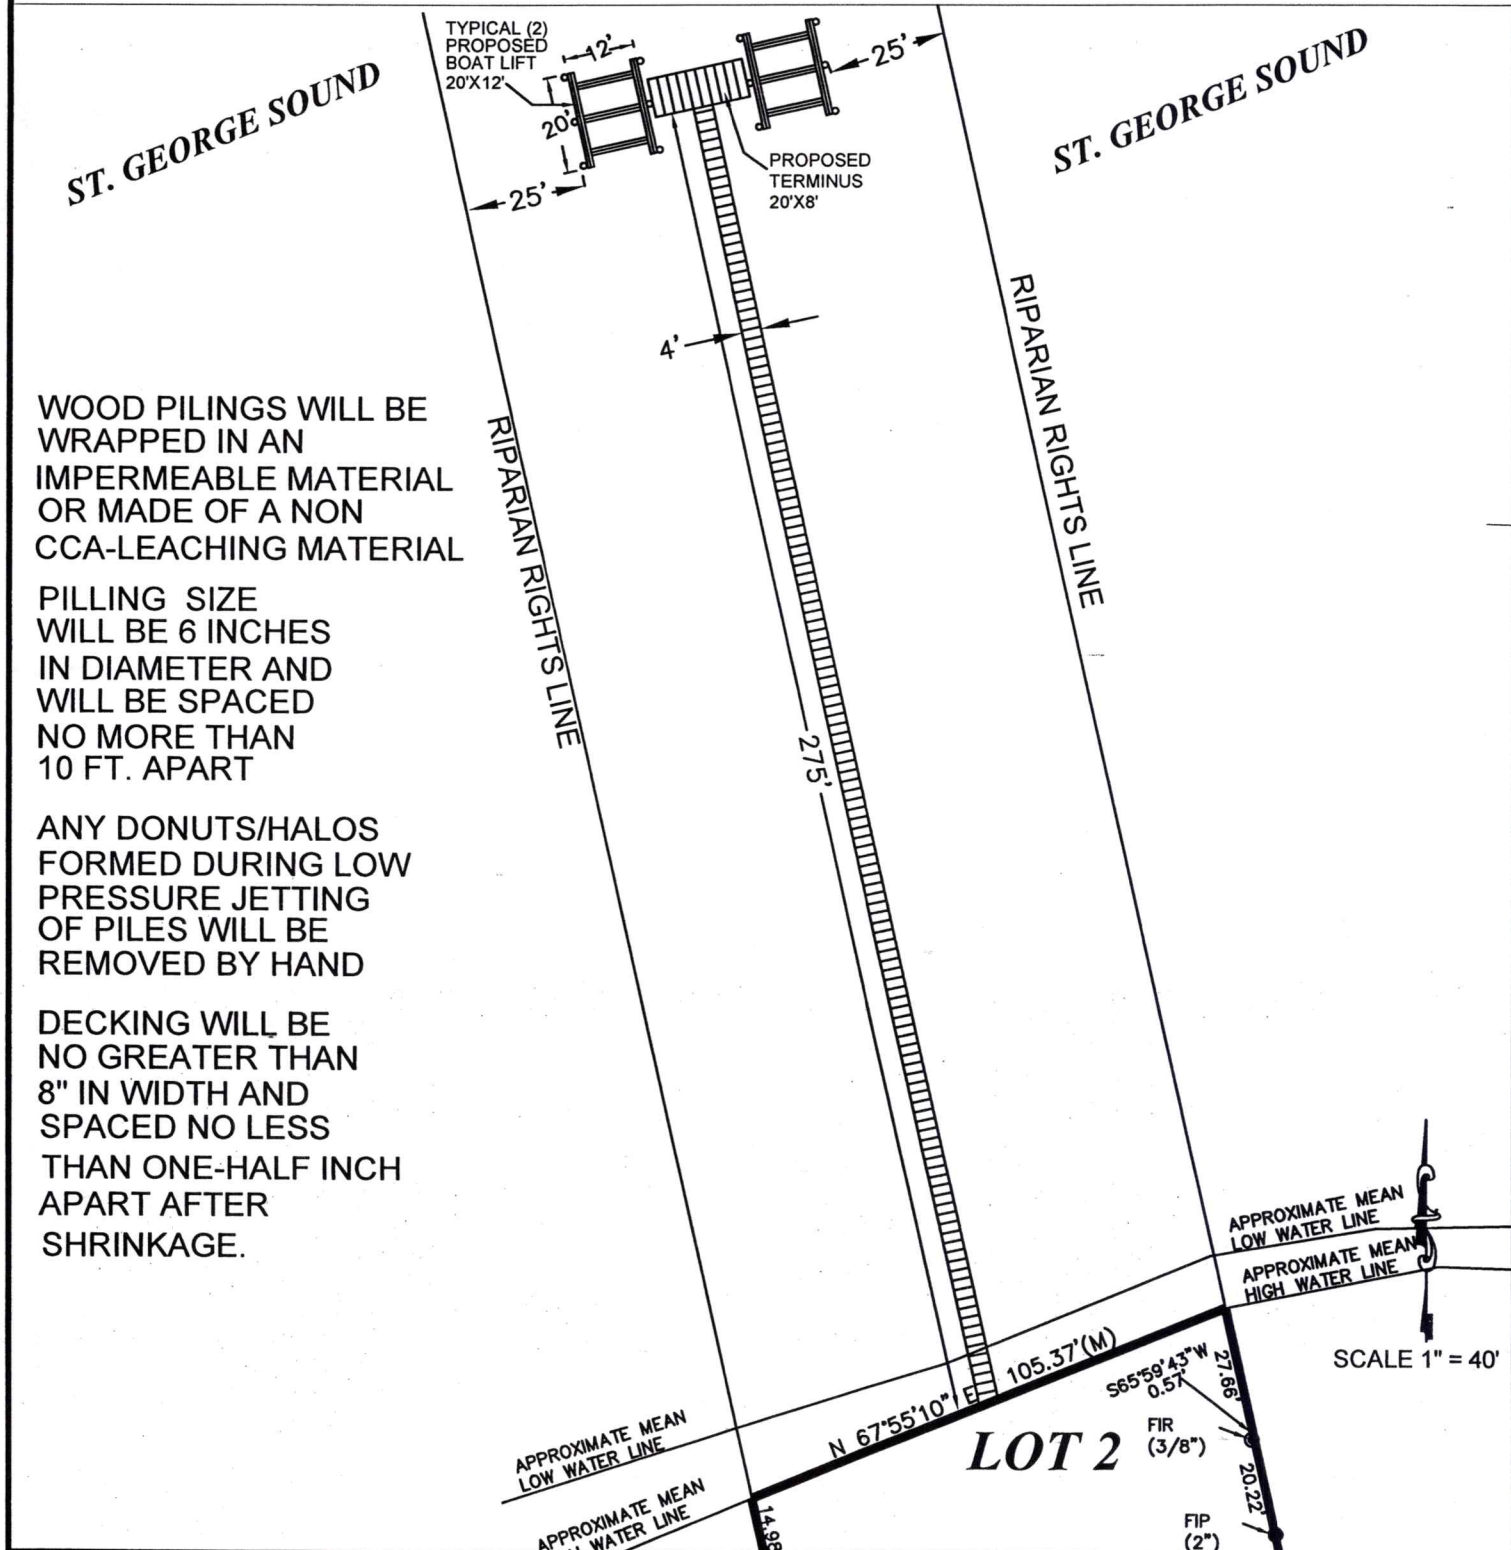 TYPICAL (2)
PROPOSED
BOAT LIFT
20'X12'
12'
20'
25'
25'
ST. GEORGE SOUND
ST. GEORGE SOUND
PROPOSED
TERMINUS
20'X8'
4'
RIPARIAN RIGHTS LINE
RIPARIAN RIGHTS LINE
275'
WOOD PILINGS WILL BE
WRAPPED IN AN
IMPERMEABLE MATERIAL
OR MADE OF A NON
CCA-LEACHING MATERIAL
PILLING SIZE
WILL BE 6 INCHES
IN DIAMETER AND
WILL BE SPACED
NO MORE THAN
10 FT. APART
ANY DONUTS/HALOS
FORMED DURING LOW
PRESSURE JETTING
OF PILES WILL BE
REMOVED BY HAND
DECKING WILL BE
NO GREATER THAN
8" IN WIDTH AND
SPACED NO LESS
THAN ONE-HALF INCH
APART AFTER
SHRINKAGE.
APPROXIMATE MEAN
LOW WATER LINE
APPROXIMATE MEAN
HIGH WATER LINE
SCALE 1" = 40'
N 67°55'10" E 105.37'(M)
S65°59'43"W
0.57'
27.66'
FIR
(3/8")
LOT 2
20.22'
FIP
(2")
APPROXIMATE MEAN
LOW WATER LINE
APPROXIMATE MEAN
WATER LINE
14.98